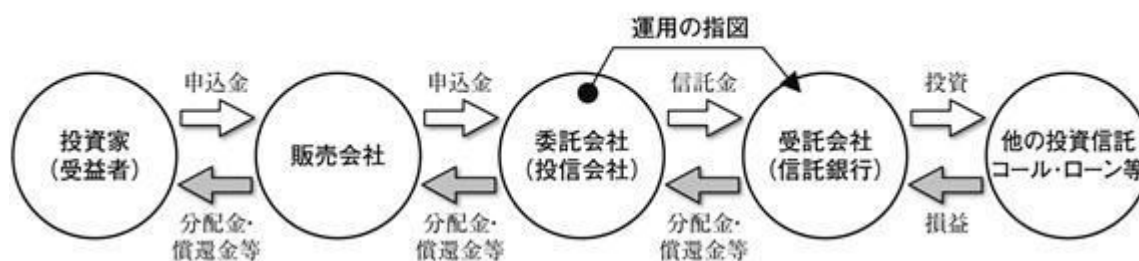 運用の指図
申込金
申込金
信託金
投資
投資家
(受益者)
販売会社
委託会社
(投信会社)
受託会社
(信託銀行)
他の投資信託
コール・ローン等
分配金・
償還金等
分配金・
償還金等
分配金・
償還金等
損益